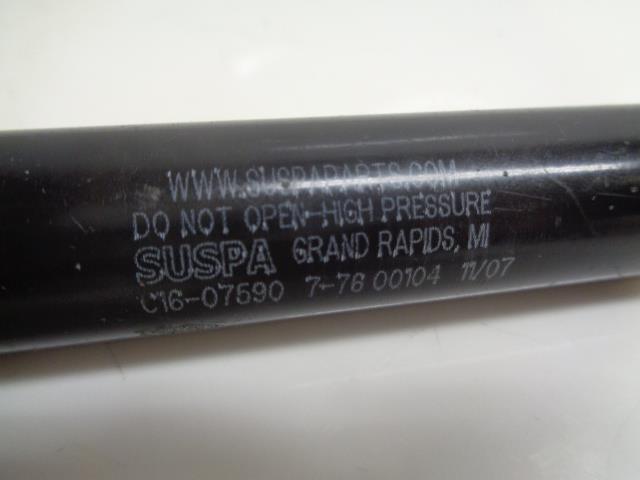 WWW.SUSPAPARTS.COM
DO NOT OPEN-HIGH PRESSURE
SUSPA GRAND RAPIDS, MI
C16-07590 7-76 00104 11/07